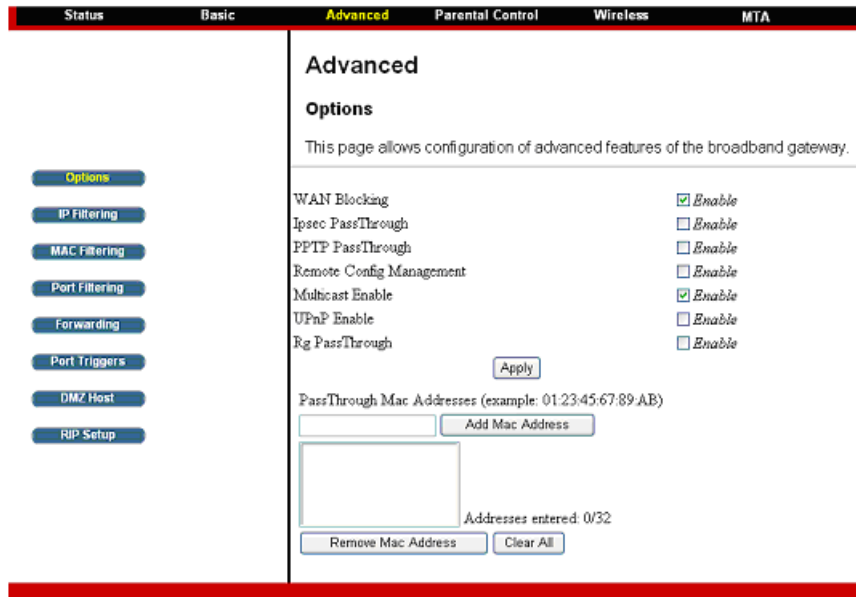 Status Basic Advanced Parental Control Wireless MTA
Advanced
Options
This page allows configuration of advanced features of the broadband gateway.
Options
IP Filtering
MAC Filtering
Port Filtering
Forwarding
Port Triggers
DMZ Host
RIP Setup
WAN Blocking Enable
Ipsec PassThrough Enable
PPTP PassThrough Enable
Remote Config Management Enable
Multicast Enable Enable
UPnP Enable Enable
Rg PassThrough Enable
Apply
PassThrough Mac Addresses (example: 01:23:45:67:89:AB)
Add Mac Address
Addresses entered: 0/32
Remove Mac Address Clear All